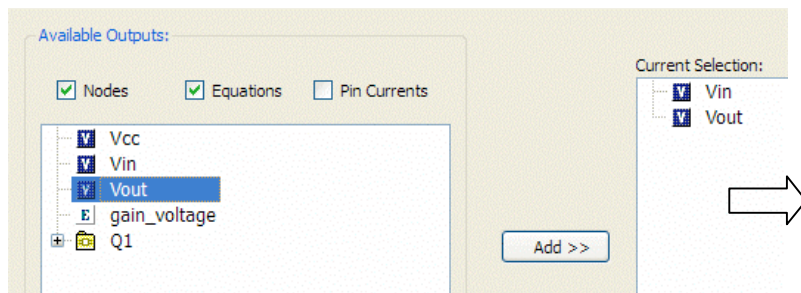 Available Outputs:
Nodes Equations Pin Currents
V Vcc
V Vin
V Vout
E gain_voltage
Q1
Add >>
Current Selection:
V Vin
V Vout